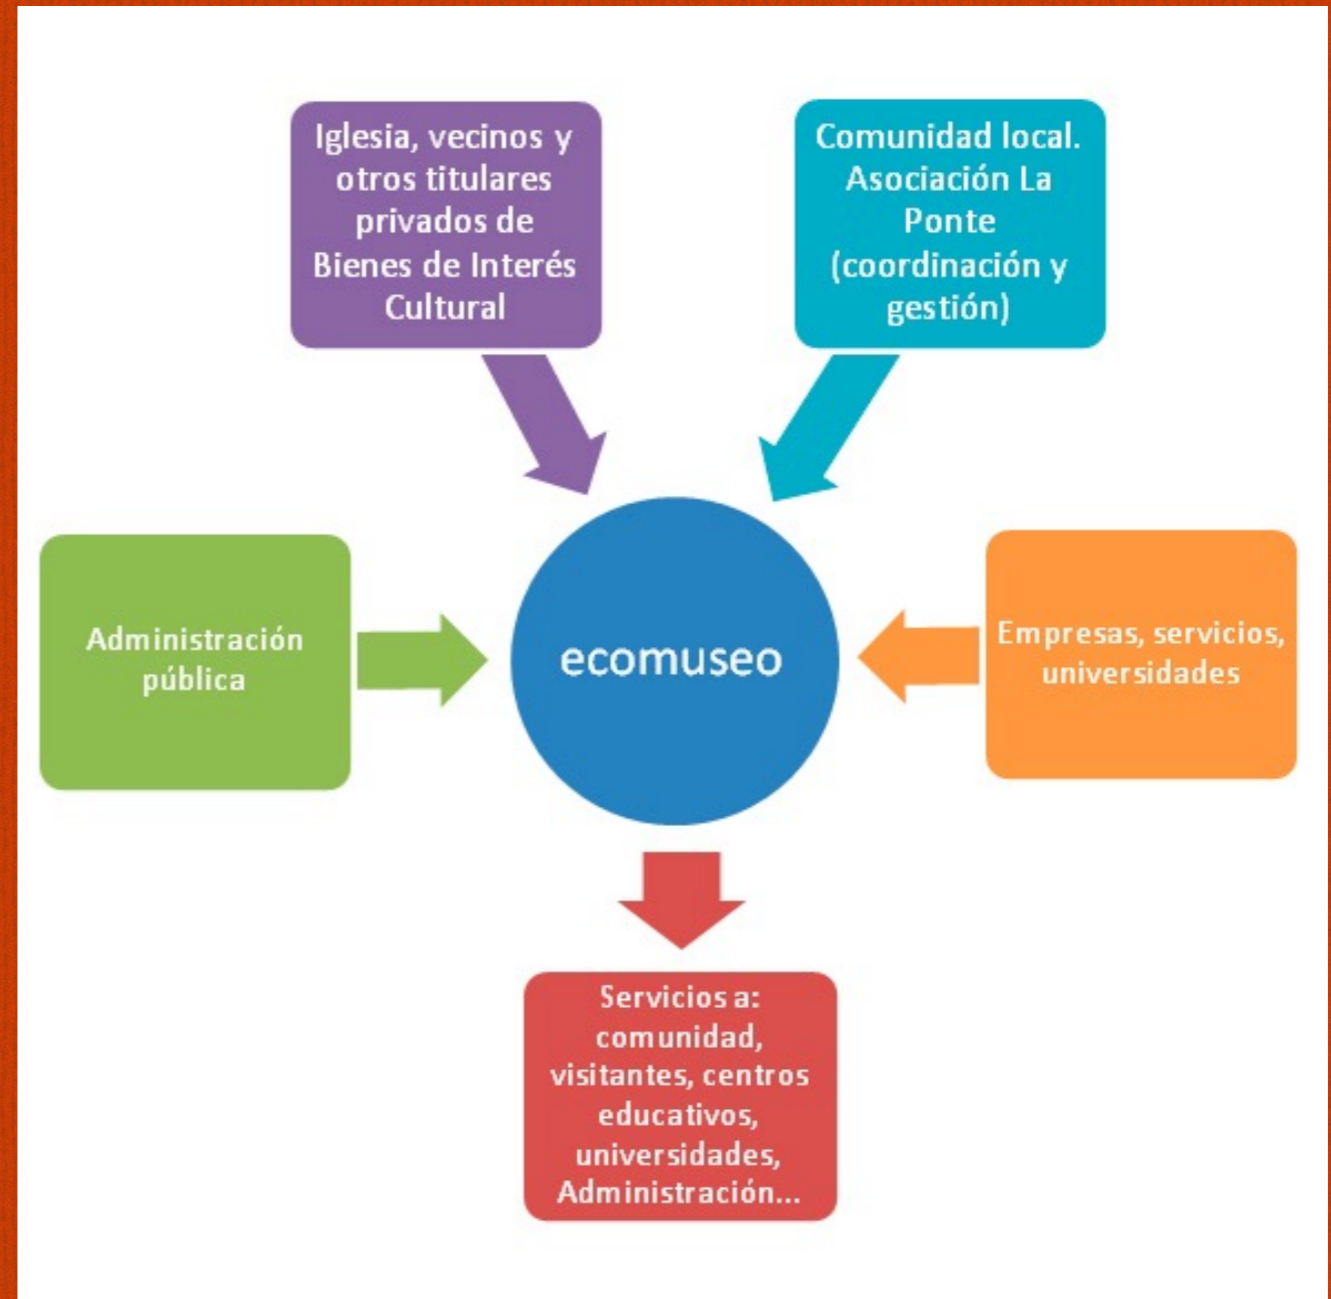 Iglesia, vecinos y
otros titulares
privados de
Bienes de Interés
Cultural
Comunidad local.
Asociación La
Ponte
(coordinación y
gestión)
Administración
pública
ecomuseo
Empresas, servicios,
universidades
Servicios a:
comunidad,
visitantes, centros
educativos,
universidades,
Administración...